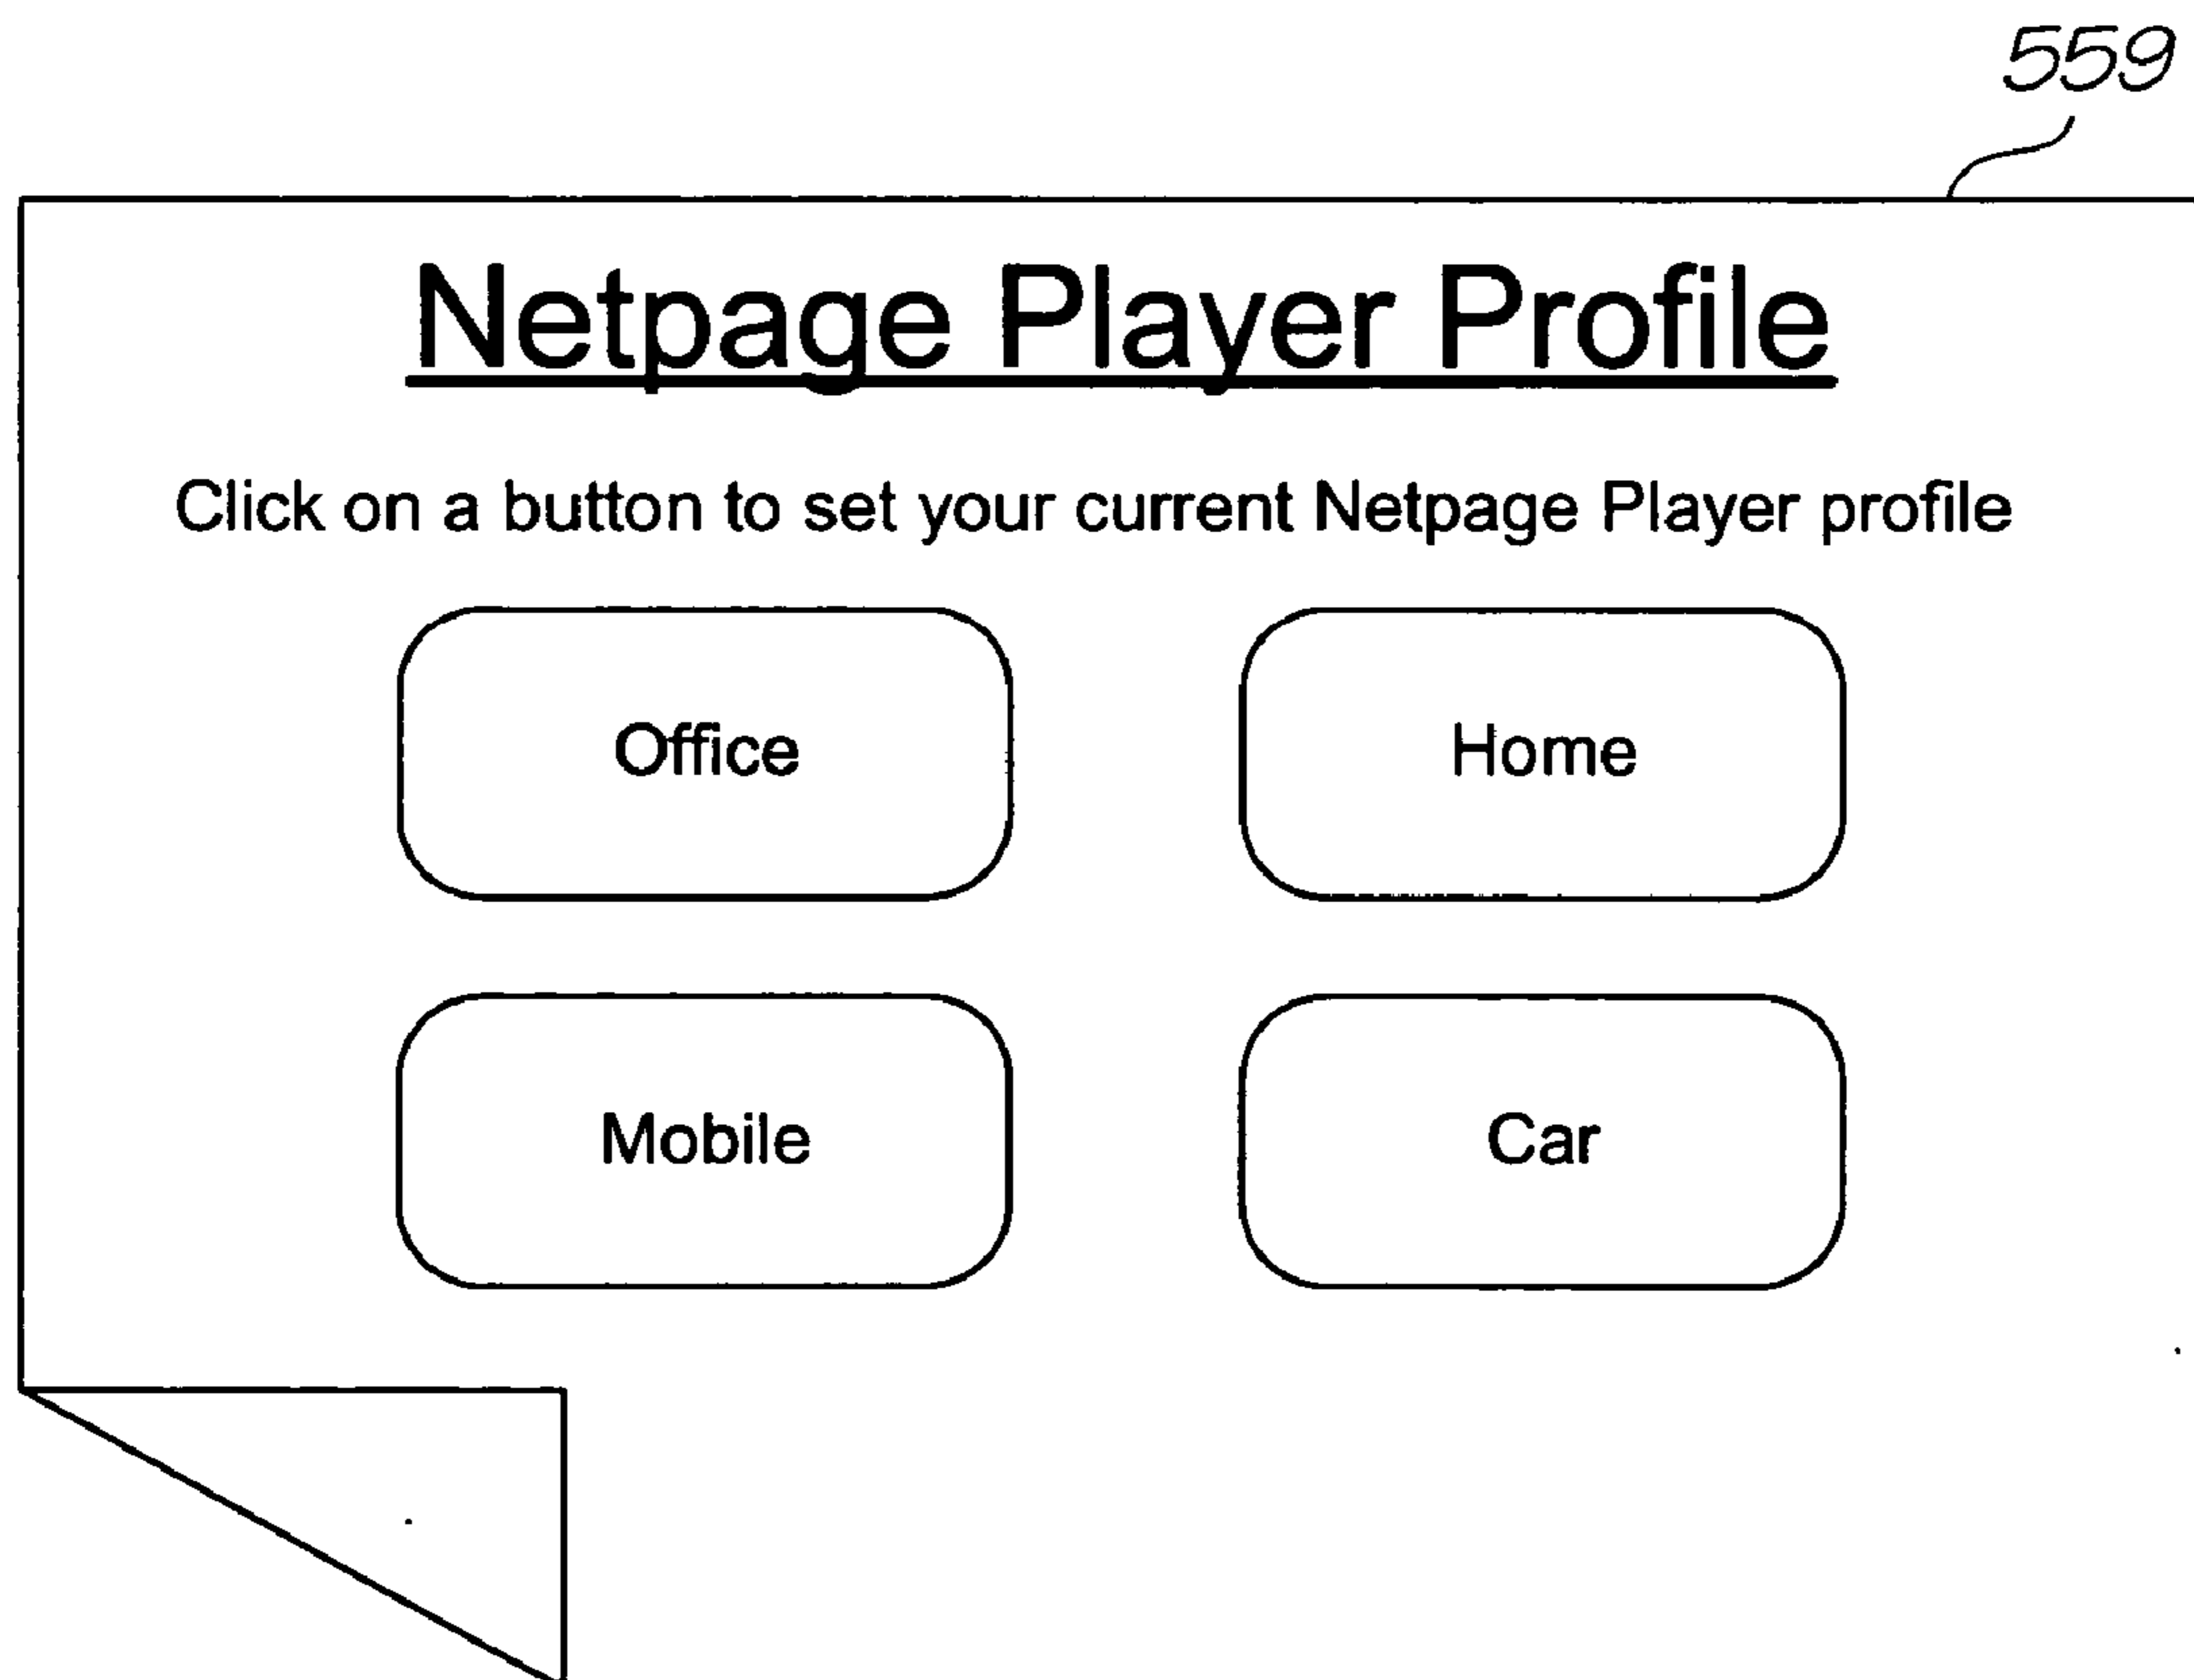 559
Netpage Player Profile
Click on a button to set your current Netpage Player profile
Office Home
Mobile Car